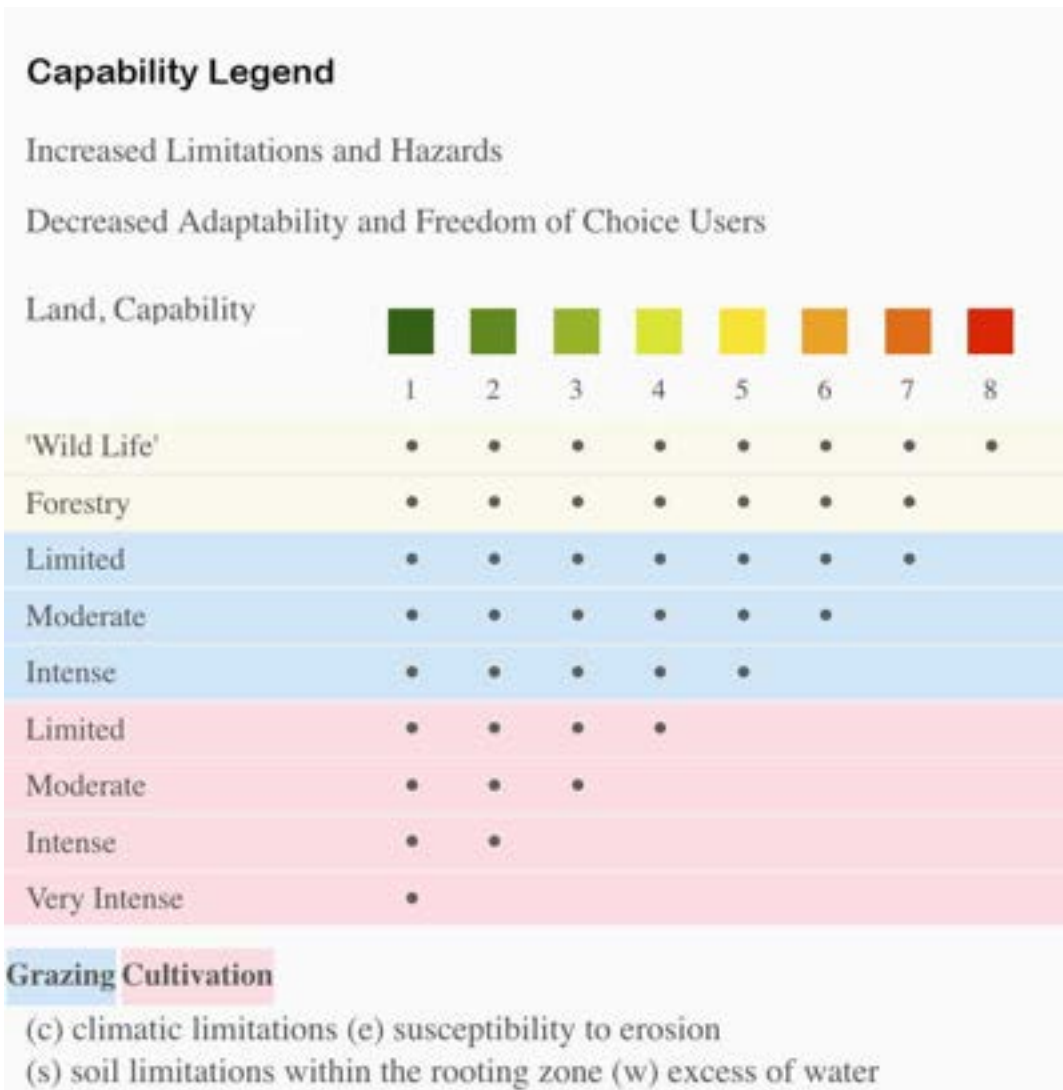 Capability Legend
Increased Limitations and Hazards
Decreased Adaptability and Freedom of Choice Users
Land, Capability
1 2 3 4 5 6 7 8
'Wild Life' • • • • • • • •
Forestry • • • • • • •
Limited • • • • • • •
Moderate • • • • • •
Intense • • • • •
Limited • • • •
Moderate • • •
Intense • •
Very Intense •
Grazing Cultivation
(c) climatic limitations (e) susceptibility to erosion
(s) soil limitations within the rooting zone (w) excess of water